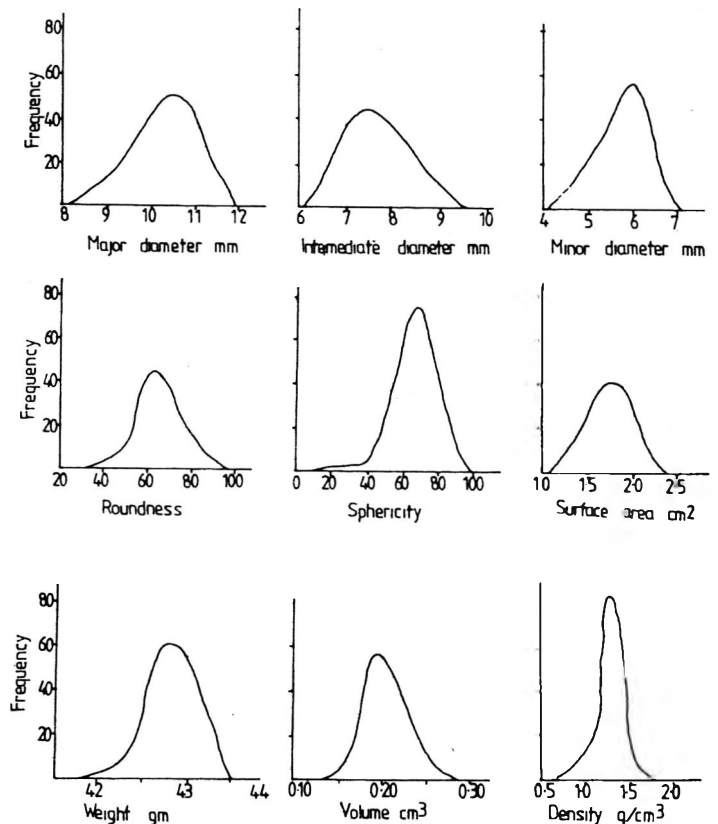 80
60
40
20
Frequency
8 9 10 11 12
Major diameter mm
6 7 8 9 10
Intermediate diameter mm
4 5 6 7
Minor diameter mm
80
60
40
20
Frequency
20 40 60 80 100
Roundness
0 20 40 60 80 100
Sphericity
1.0 1.5 2.0 2.5
Surface area cm2
80
60
40
20
Frequency
42 43 44
Weight gm
0.10 0.20 0.30
Volume cm3
0.5 1.0 1.5 2.0
Density g/cm3